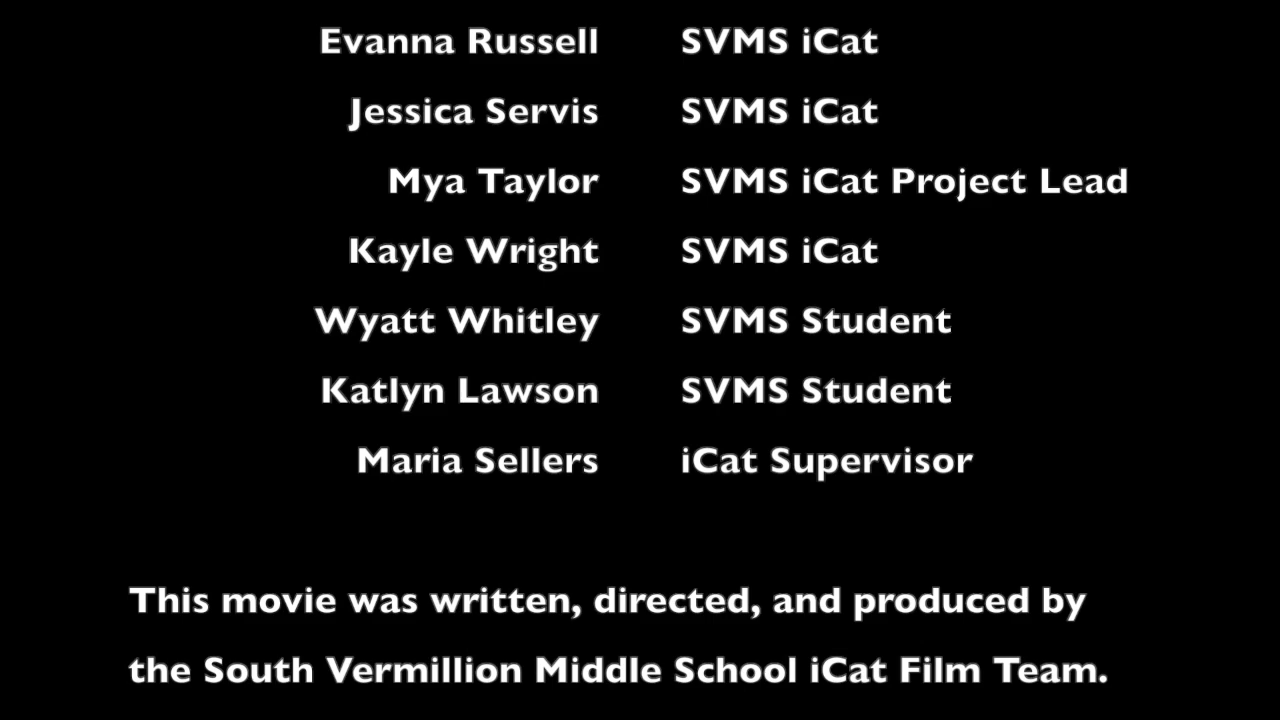 Evanna Russell SVMS iCat
Jessica Servis SVMS iCat
Mya Taylor SVMS iCat Project Lead
Kayle Wright SVMS iCat
Wyatt Whitley SVMS Student
Katlyn Lawson SVMS Student
Maria Sellers iCat Supervisor
This movie was written, directed, and produced by
the South Vermillion Middle School iCat Film Team.